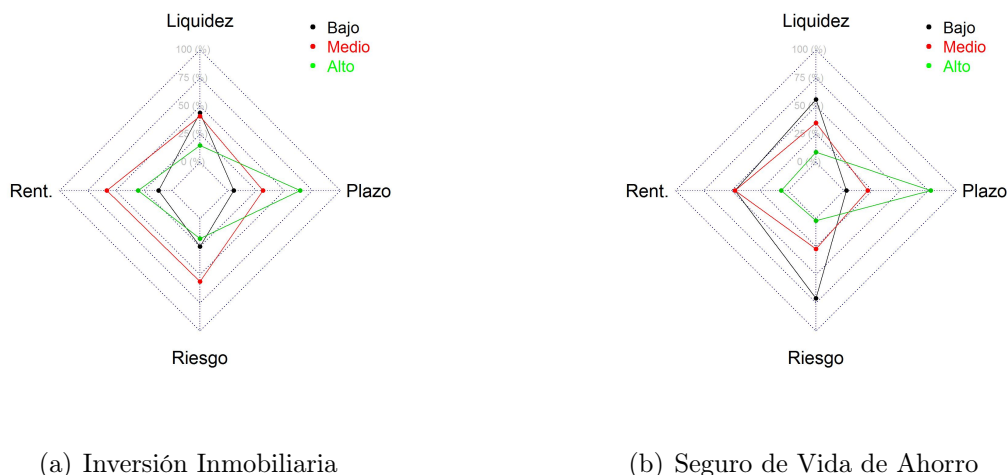 Liquidez
Bajo
Medio
Alto
100 (%)
75 (%)
50 (%)
25 (%)
0 (%)
Rent.
Plazo
Riesgo
(a) Inversión Inmobiliaria
Liquidez
Bajo
Medio
Alto
100 (%)
75 (%)
50 (%)
25 (%)
0 (%)
Rent.
Plazo
Riesgo
(b) Seguro de Vida de Ahorro